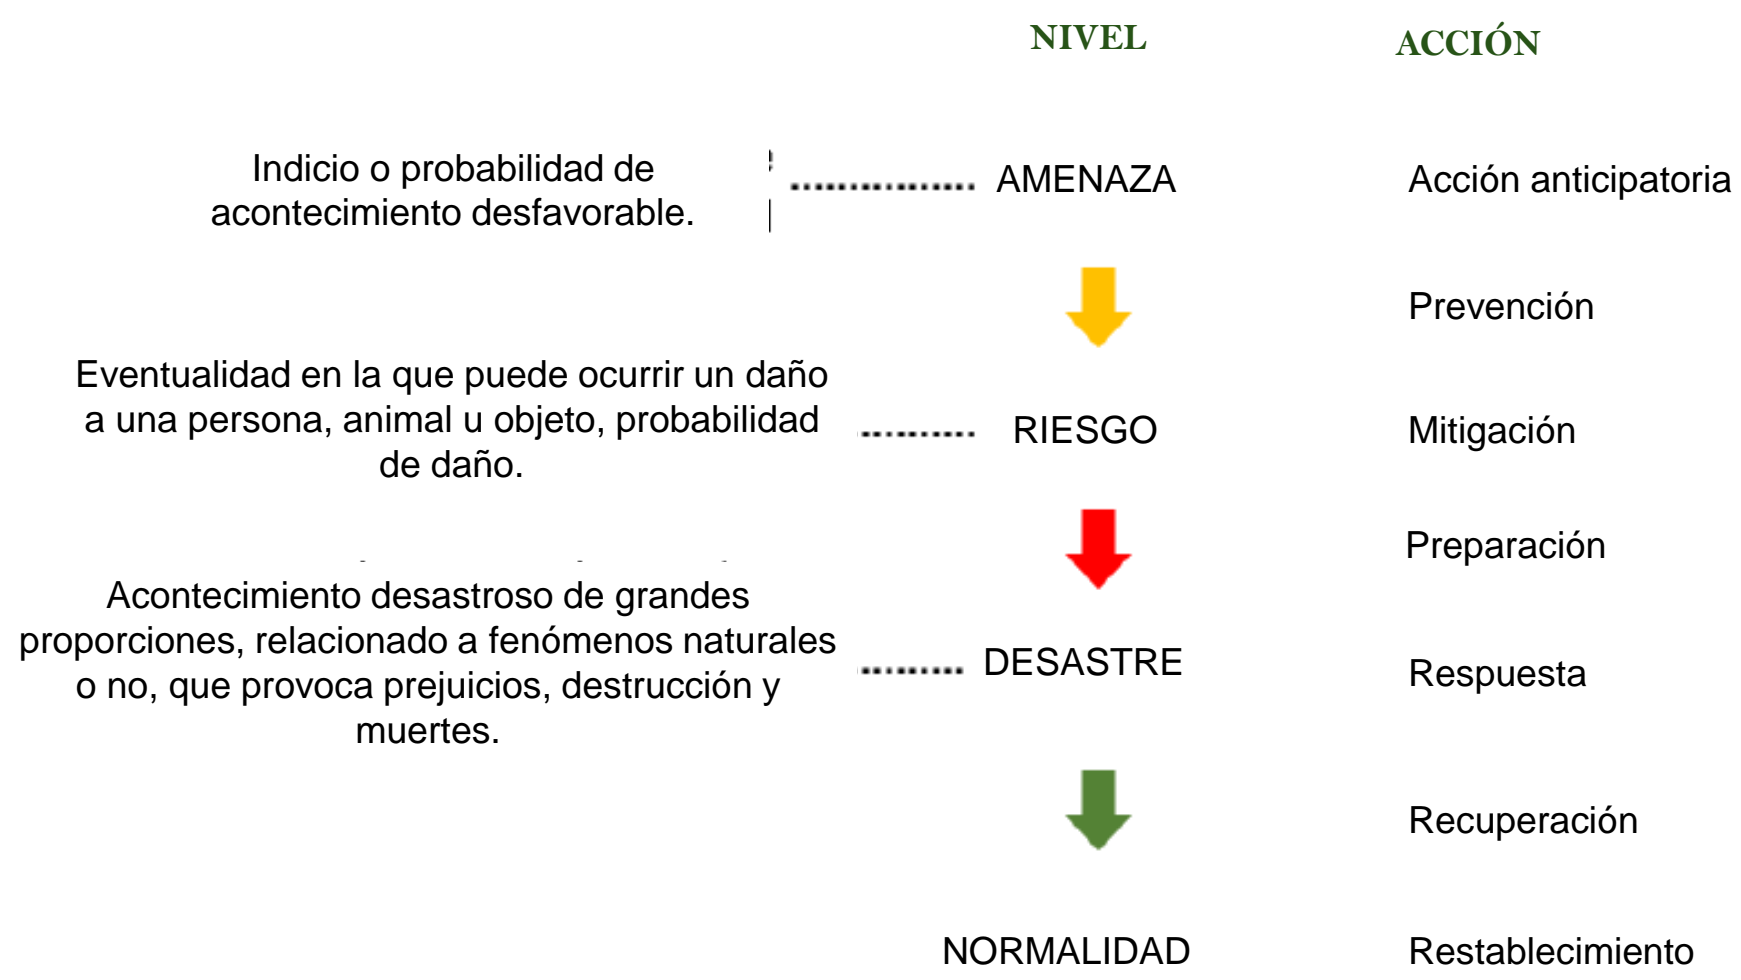 NIVEL
ACCIÓN
Indicio o probabilidad de
acontecimiento desfavorable.
AMENAZA
Acción anticipatoria
Prevención
Eventualidad en la que puede ocurrir un daño
a una persona, animal u objeto, probabilidad
de daño.
RIESGO
Mitigación
Preparación
Acontecimiento desastroso de grandes
proporciones, relacionado a fenómenos naturales
o no, que provoca prejuicios, destrucción y
muertes.
DESASTRE
Respuesta
Recuperación
NORMALIDAD
Restablecimiento